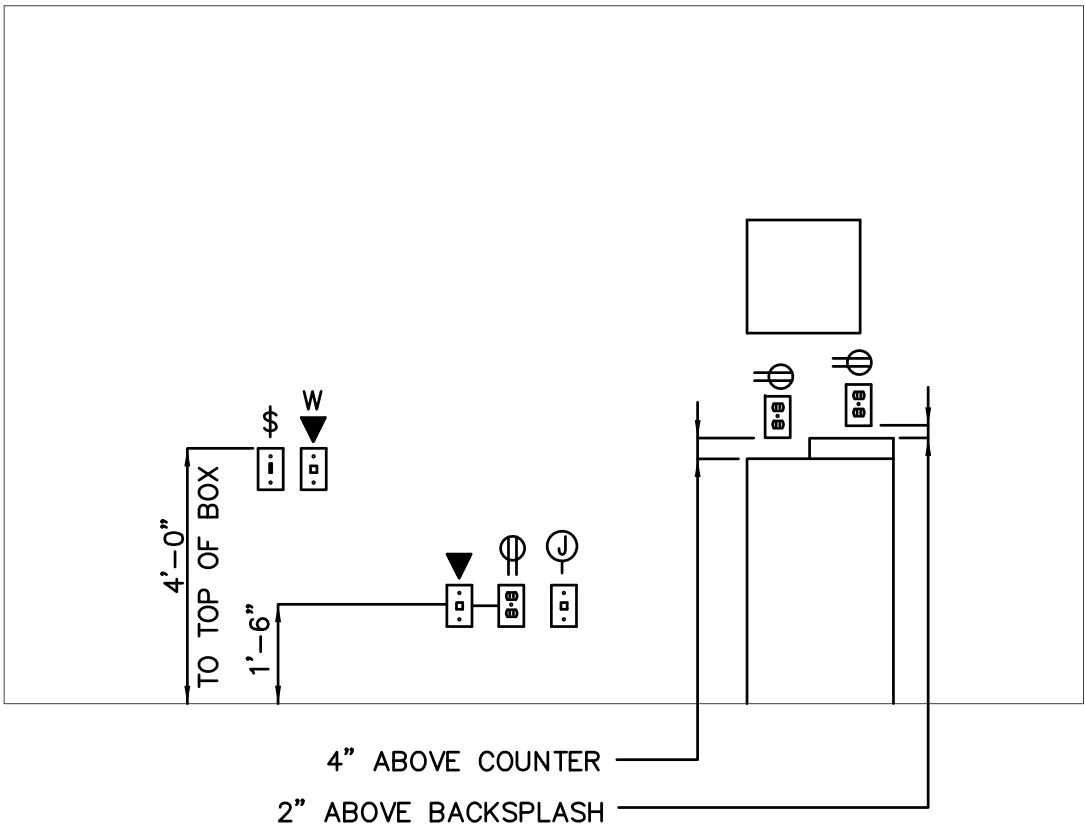 W
$
J
4'-0"
TO TOP OF BOX
1'-6"
4" ABOVE COUNTER
2" ABOVE BACKSPLASH